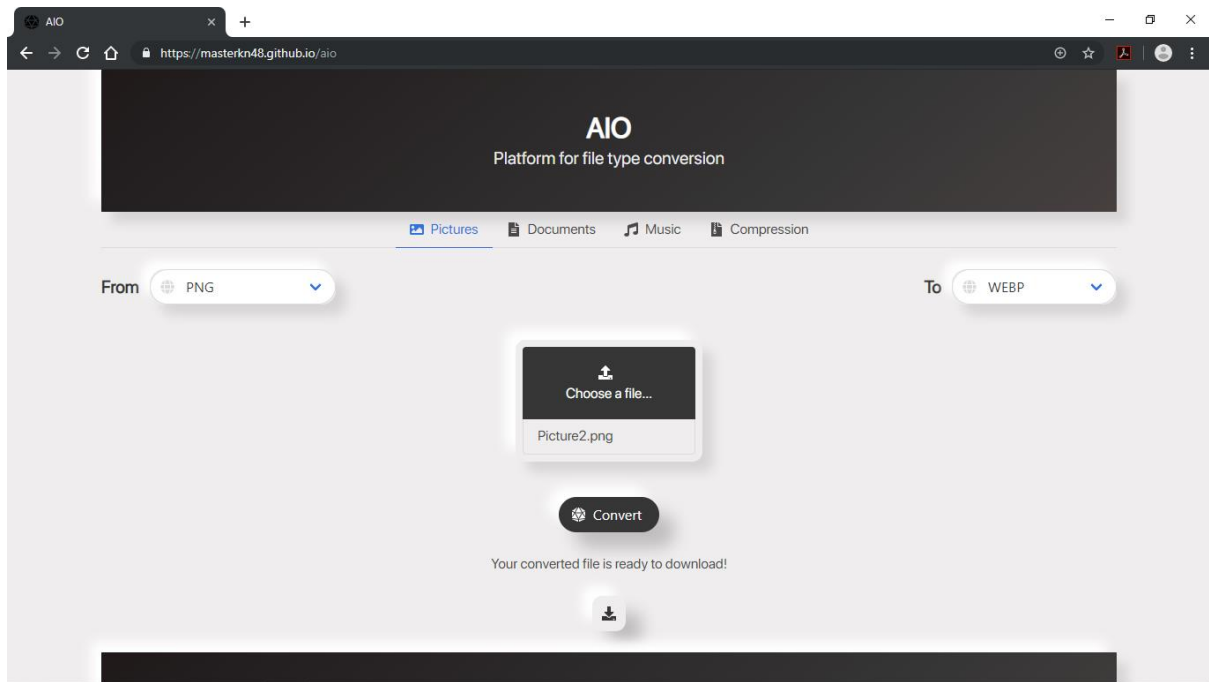 AIO
https://masterkn48.github.io/aio
AIO
Platform for file type conversion
Pictures Documents Music Compression
From PNG To WEBP
Choose a file...
Picture2.png
Convert
Your converted file is ready to download!